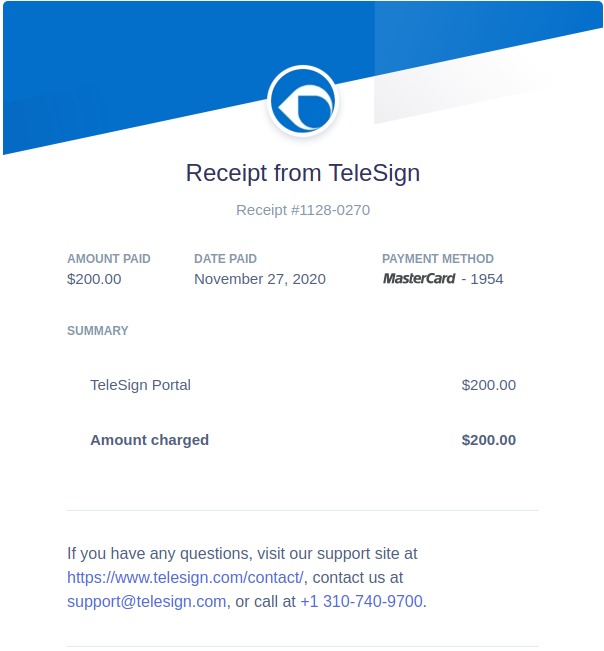 Receipt from TeleSign
Receipt #1128-0270
AMOUNT PAID DATE PAID PAYMENT METHOD
$200.00 November 27, 2020 MasterCard - 1954
SUMMARY
TeleSign Portal $200.00
Amount charged $200.00
If you have any questions, visit our support site at
https://www.telesign.com/contact/, contact us at
support@telesign.com, or call at +1 310-740-9700.